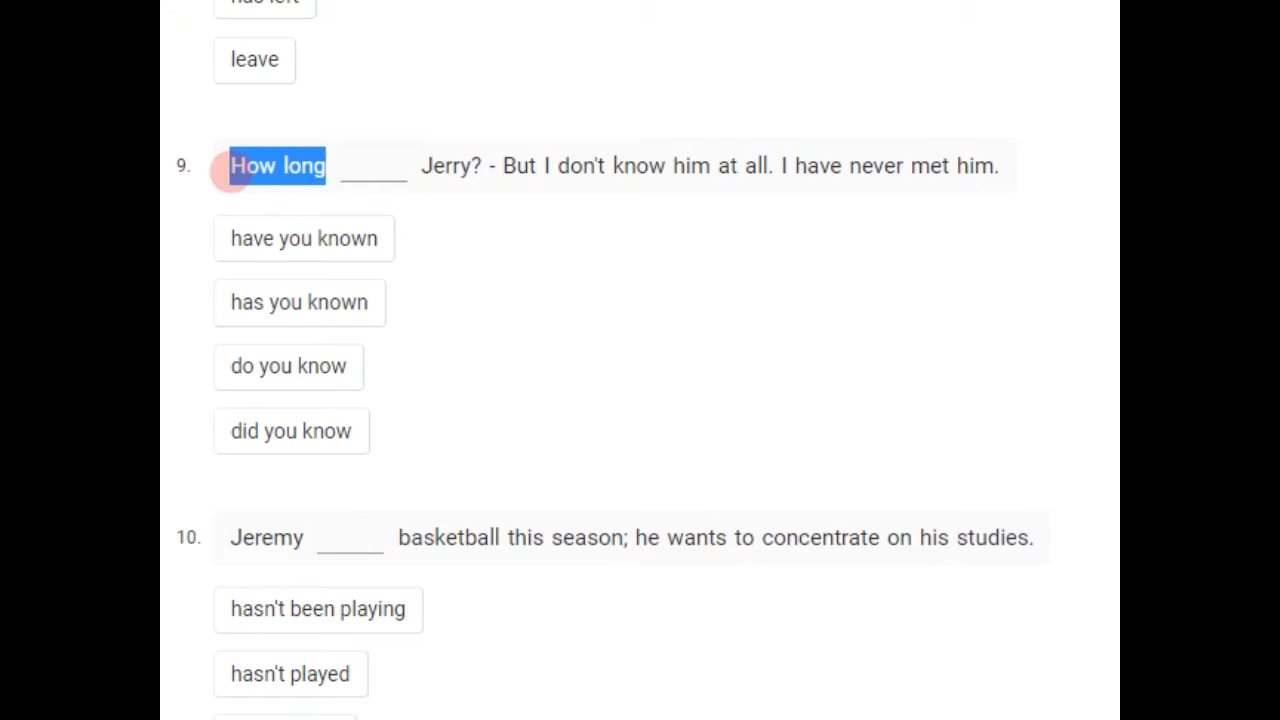 leave
9. How long ______ Jerry? - But I don't know him at all. I have never met him.
have you known
has you known
do you know
did you know
10. Jeremy ______ basketball this season; he wants to concentrate on his studies.
hasn't been playing
hasn't played